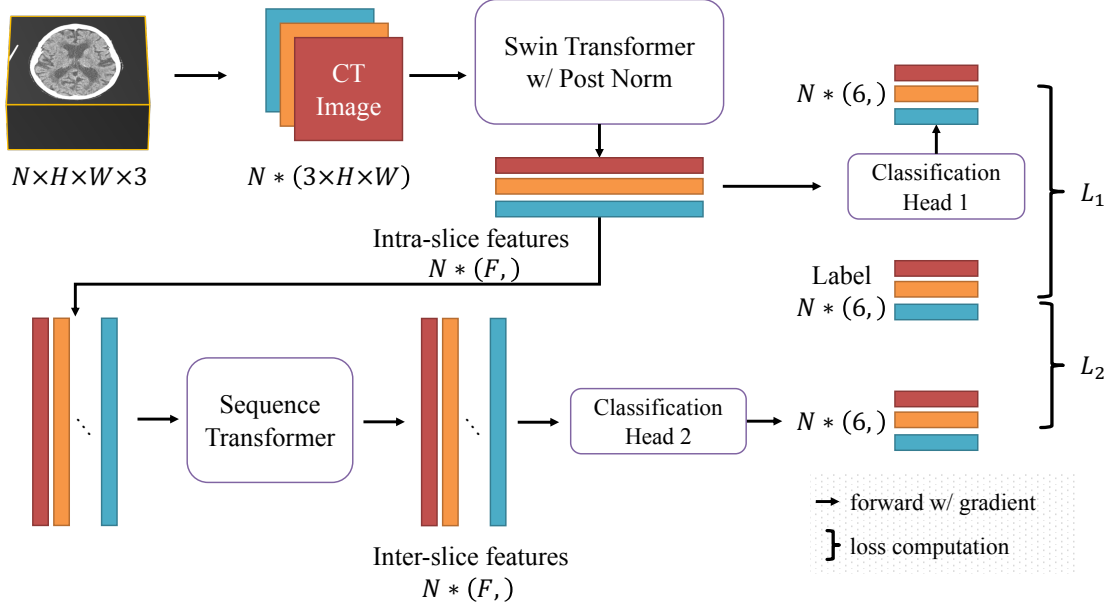 CT
Image
Swin Transformer
w/ Post Norm
N×H×W×3
N ∗ (3×H×W)
N ∗ (6,)
Classification
Head 1
L₁
Intra-slice features
N ∗ (F,)
Label
N ∗ (6,)
L₂
Sequence
Transformer
Classification
Head 2
N ∗ (6,)
Inter-slice features
N ∗ (F,)
forward w/ gradient
loss computation